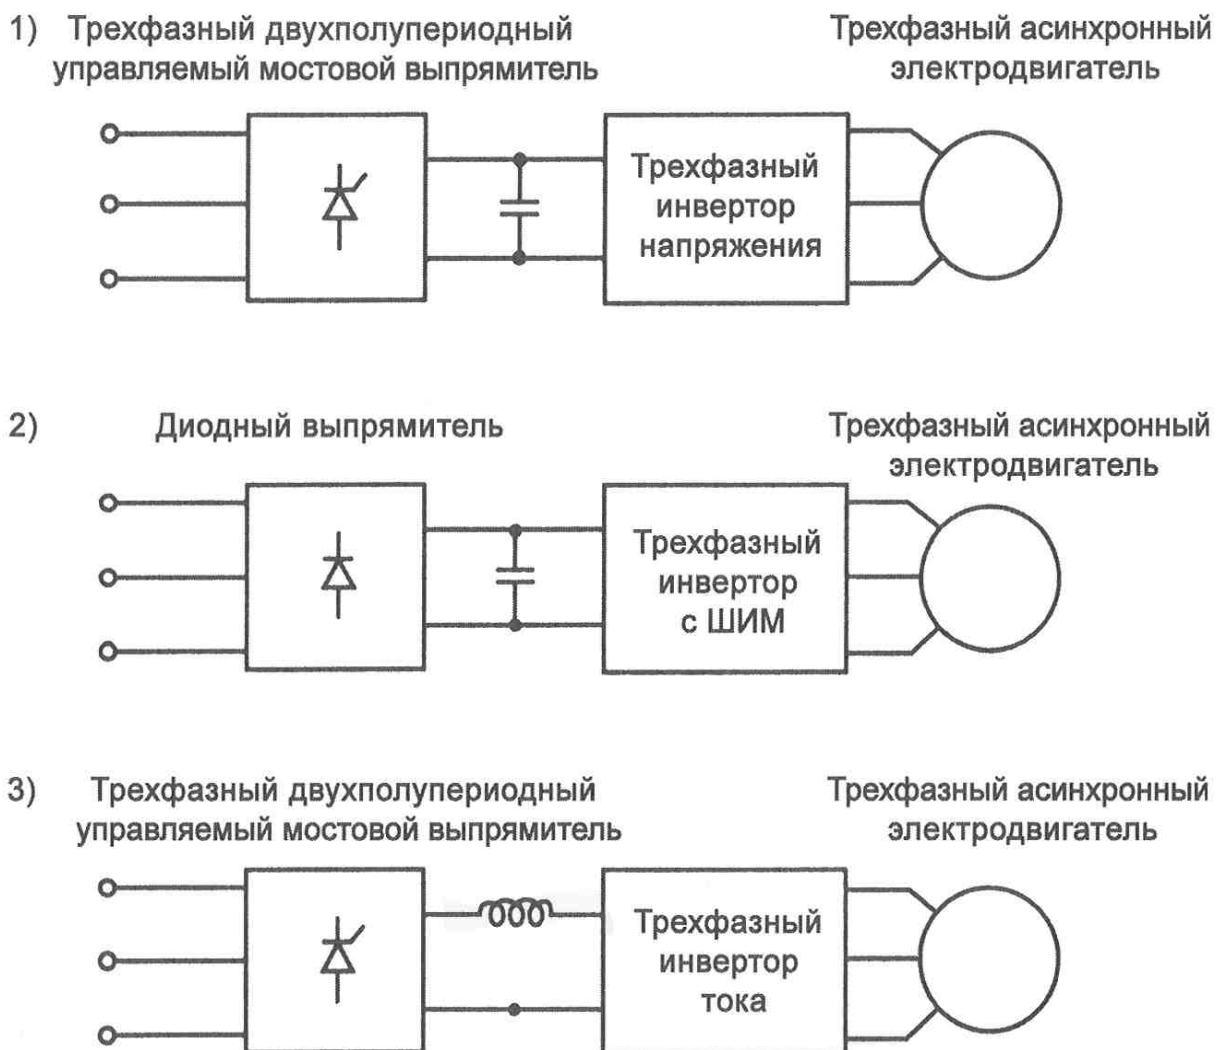 1) Трехфазный двухполупериодный
управляемый мостовой выпрямитель
Трехфазный асинхронный
электродвигатель
Трехфазный
инвертор
напряжения
2) Диодный выпрямитель
Трехфазный асинхронный
электродвигатель
Трехфазный
инвертор
с ШИМ
3) Трехфазный двухполупериодный
управляемый мостовой выпрямитель
Трехфазный асинхронный
электродвигатель
Трехфазный
инвертор
тока